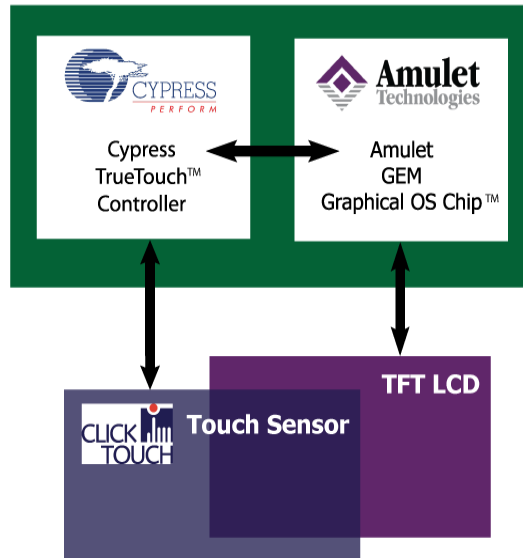 CYPRESS
PERFORM
Cypress
TrueTouch™
Controller
Amulet
Technologies
Amulet
GEM
Graphical OS Chip™
TFT LCD
Touch Sensor
CLICK
TOUCH